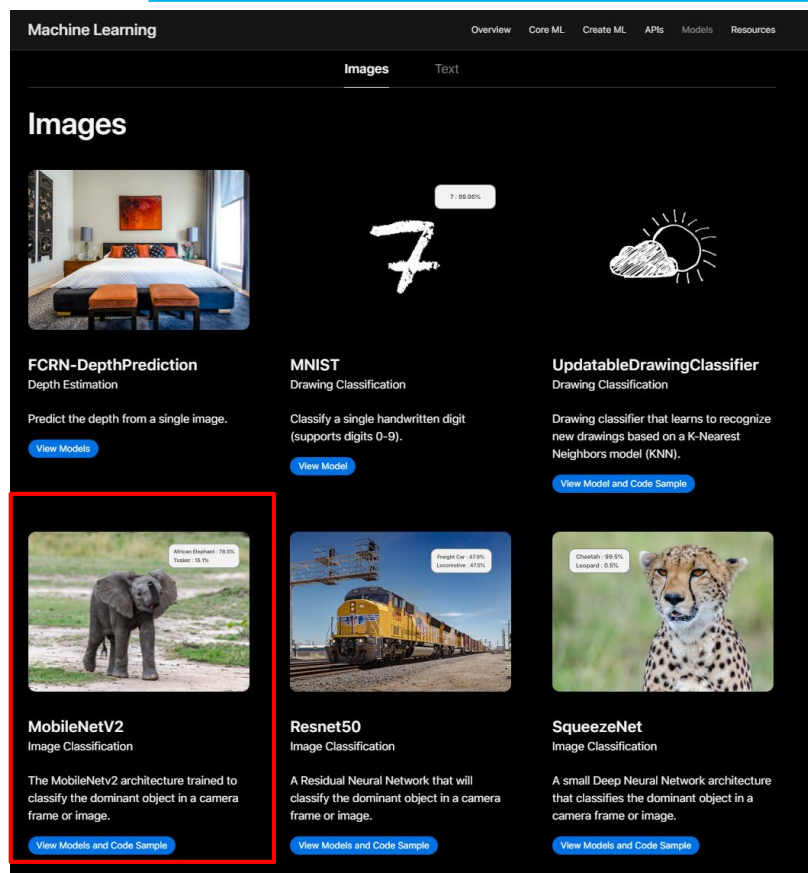 Machine Learning
Overview Core ML Create ML APIs Models Resources
Images Text
Images
7 : 99.96%
FCRN-DepthPrediction
Depth Estimation
Predict the depth from a single image.
View Models
MNIST
Drawing Classification
Classify a single handwritten digit
(supports digits 0-9).
View Model
UpdatableDrawingClassifier
Drawing Classification
Drawing classifier that learns to recognize
new drawings based on a K-Nearest
Neighbors model (KNN).
View Model and Code Sample
African Elephant : 78.5%
Tusker : 15.1%
MobileNetV2
Image Classification
The MobileNetv2 architecture trained to
classify the dominant object in a camera
frame or image.
View Models and Code Sample
Freight Car : 47.9%
Locomotive : 47.5%
Resnet50
Image Classification
A Residual Neural Network that will
classify the dominant object in a camera
frame or image.
View Models and Code Sample
Cheetah : 99.5%
Leopard : 0.5%
SqueezeNet
Image Classification
A small Deep Neural Network architecture
that classifies the dominant object in a
camera frame or image.
View Models and Code Sample